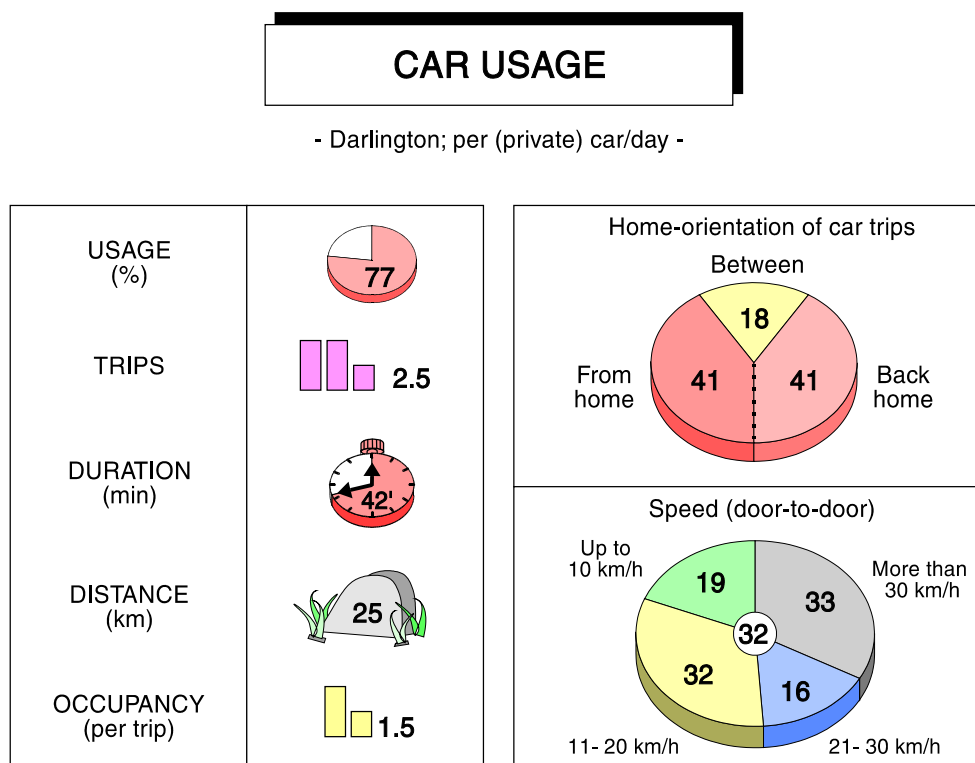 CAR USAGE
- Darlington; per (private) car/day -
USAGE
(%)
77
TRIPS
2.5
DURATION
(min)
42'
DISTANCE
(km)
25
OCCUPANCY
(per trip)
1.5
Home-orientation of car trips
Between
18
From
home
41
41
Back
home
Speed (door-to-door)
Up to
10 km/h
19
33
More than
30 km/h
32
32
16
11- 20 km/h
21- 30 km/h